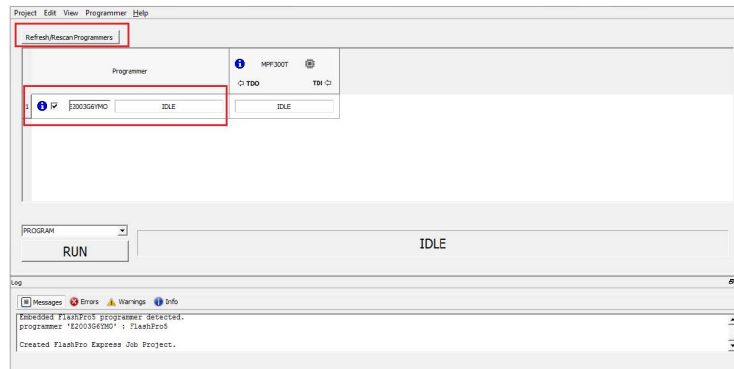 Project Edit View Programmer Help
Refresh/Rescan Programmers
Programmer
MPF300T
TDO TDI
1 E2003G6YMO IDLE IDLE
PROGRAM
RUN
IDLE
Log
Messages Errors Warnings Info
Embedded FlashPro5 programmer detected.
programmer 'E2003G6YMO' : FlashPro5
Created FlashPro Express Job Project.